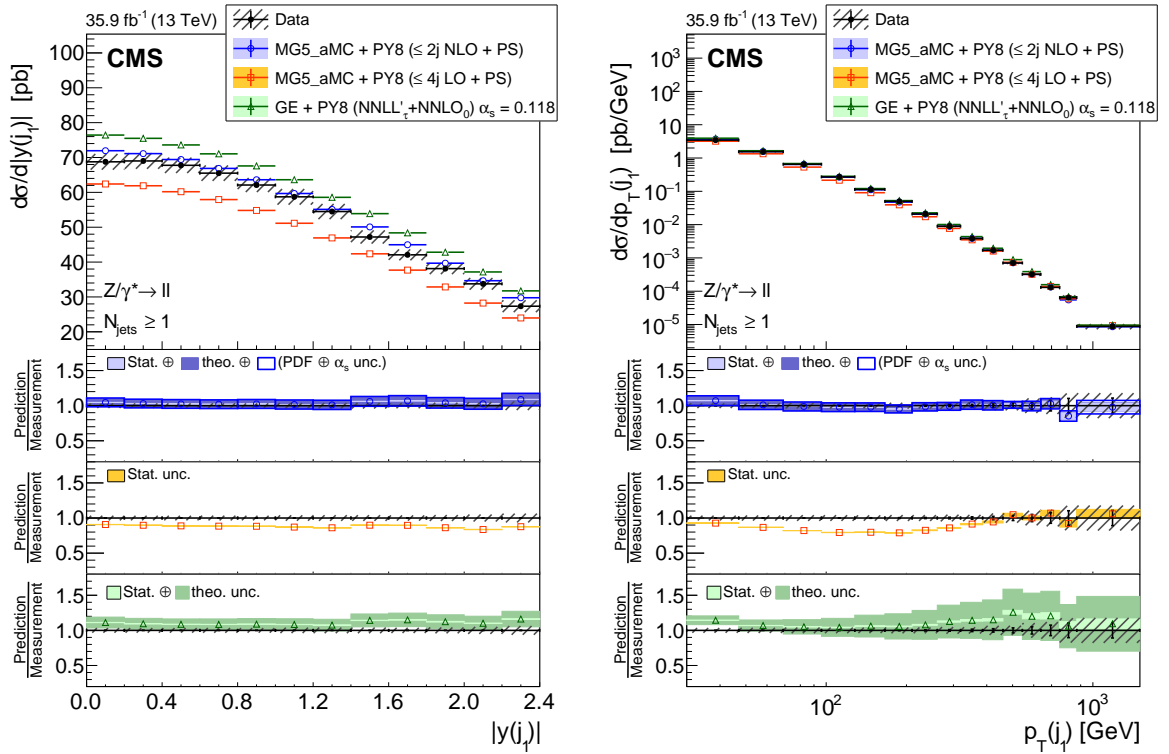 35.9 fb⁻¹ (13 TeV)
Data
MG5_aMC + PY8 (≤ 2j NLO + PS)
MG5_aMC + PY8 (≤ 4j LO + PS)
GE + PY8 (NNLL'τ+NNLO₀) αₛ = 0.118
CMS
dσ/d|y(j₁)| [pb]
100
90
80
70
60
50
40
30
20
Z/γ*→ ll
N_jets ≥ 1
Stat. ⊕ theo. ⊕ (PDF ⊕ αₛ unc.)
Prediction
Measurement
1.5
1.0
0.5
Stat. unc.
Prediction
Measurement
1.5
1.0
0.5
Stat. ⊕ theo. unc.
Prediction
Measurement
1.5
1.0
0.5
0.0 0.4 0.8 1.2 1.6 2.0 2.4
|y(j₁)|
35.9 fb⁻¹ (13 TeV)
Data
MG5_aMC + PY8 (≤ 2j NLO + PS)
MG5_aMC + PY8 (≤ 4j LO + PS)
GE + PY8 (NNLL'τ+NNLO₀) αₛ = 0.118
CMS
dσ/dp_T(j₁) [pb/GeV]
10³
10²
10
1
10⁻¹
10⁻²
10⁻³
10⁻⁴
10⁻⁵
Z/γ*→ ll
N_jets ≥ 1
Stat. ⊕ theo. ⊕ (PDF ⊕ αₛ unc.)
Prediction
Measurement
1.5
1.0
0.5
Stat. unc.
Prediction
Measurement
1.5
1.0
0.5
Stat. ⊕ theo. unc.
Prediction
Measurement
1.5
1.0
0.5
10² 10³
p_T(j₁) [GeV]